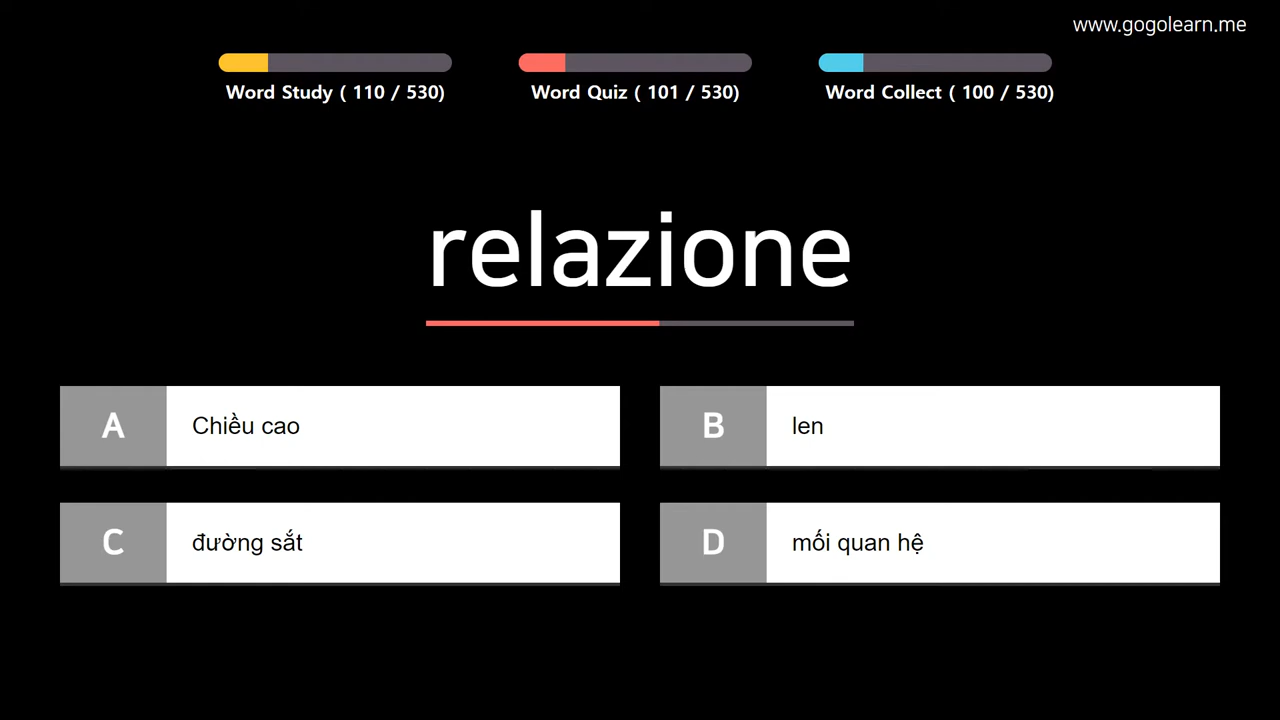 www.gogolearn.me
Word Study ( 110 / 530)
Word Quiz ( 101 / 530)
Word Collect ( 100 / 530)
relazione
A Chiều cao
B len
C đường sắt
D mối quan hệ